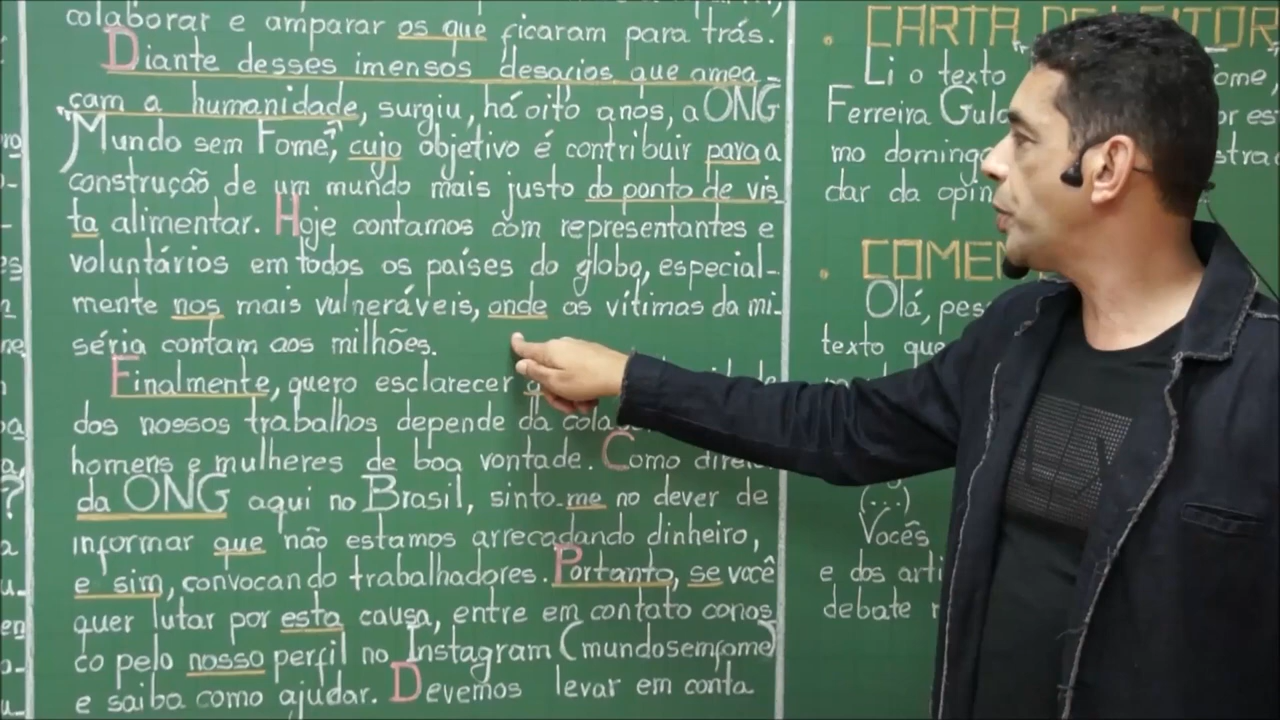 colaborar e amparar os que ficaram para trás.
Diante desses imensos desafios que amea-
çam a humanidade, surgiu, há oito anos, a ONG
"Mundo sem Fome", cujo objetivo é contribuir para a
construção de um mundo mais justo do ponto de vis
ta alimentar. Hoje contamos com representantes e
voluntários em todos os países do globo, especial-
mente nos mais vulneráveis, onde as vítimas da mi-
séria contam aos milhões.
Finalmente, quero esclarecer
dos nossos trabalhos depende da
homens e mulheres de boa vontade. Como
da ONG aqui no Brasil, sinto-me no dever de
informar que não estamos arrecadando dinheiro,
e sim, convocando trabalhadores. Portanto, se você
quer lutar por esta causa, entre em contato conos
co pelo nosso perfil no Instagram (mundosemfome)
e saiba como ajudar. Devemos levar em conta
CARTA DO LEITOR
Li o texto
Ferreira
mo domingo
dar da
COMEN
Olá,
texto que
Vocês
e dos
debate